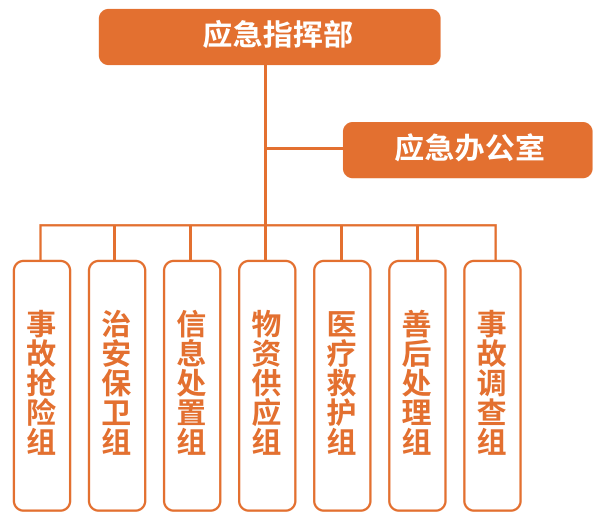 应急指挥部
应急办公室
事故抢险组
治安保卫组
信息处置组
物资供应组
医疗救护组
善后处理组
事故调查组